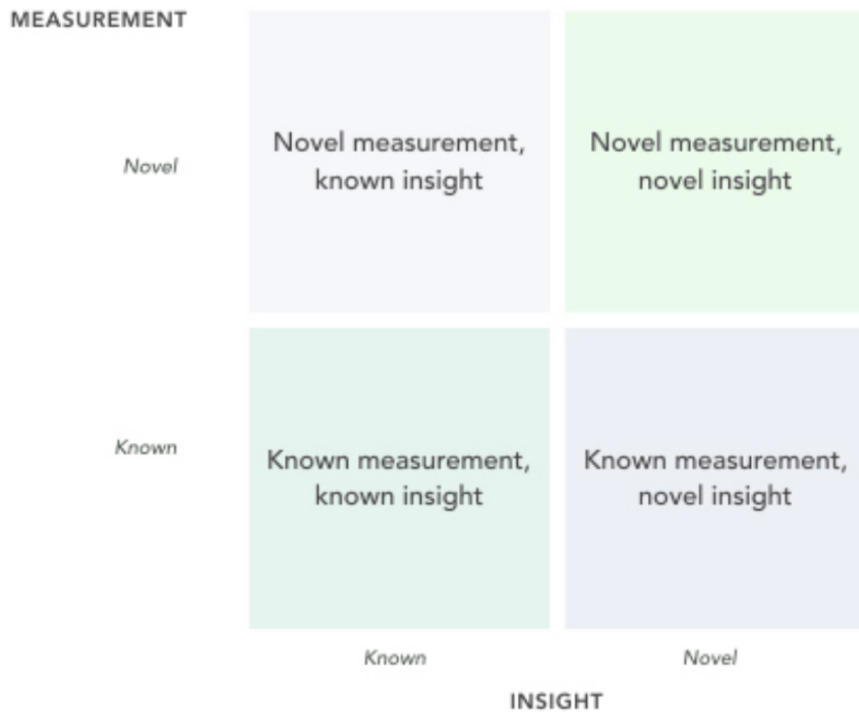 MEASUREMENT
Novel
Novel measurement,
known insight
Novel measurement,
novel insight
Known
Known measurement,
known insight
Known measurement,
novel insight
Known
Novel
INSIGHT